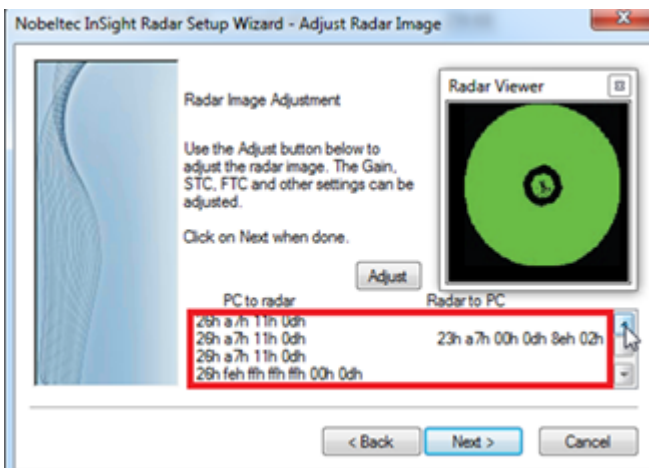 Nobeltec InSight Radar Setup Wizard - Adjust Radar Image
Radar Viewer
Radar Image Adjustment
Use the Adjust button below to
adjust the radar image. The Gain,
STC, FTC and other settings can be
adjusted.
Click on Next when done.
Adjust
PC to radar Radar to PC
26h a7h 11h 0dh
26h a7h 11h 0dh 23h a7h 00h 0dh 8eh 02h
26h a7h 11h 0dh
26h feh ffh ffh ffh 00h 0dh
< Back Next > Cancel